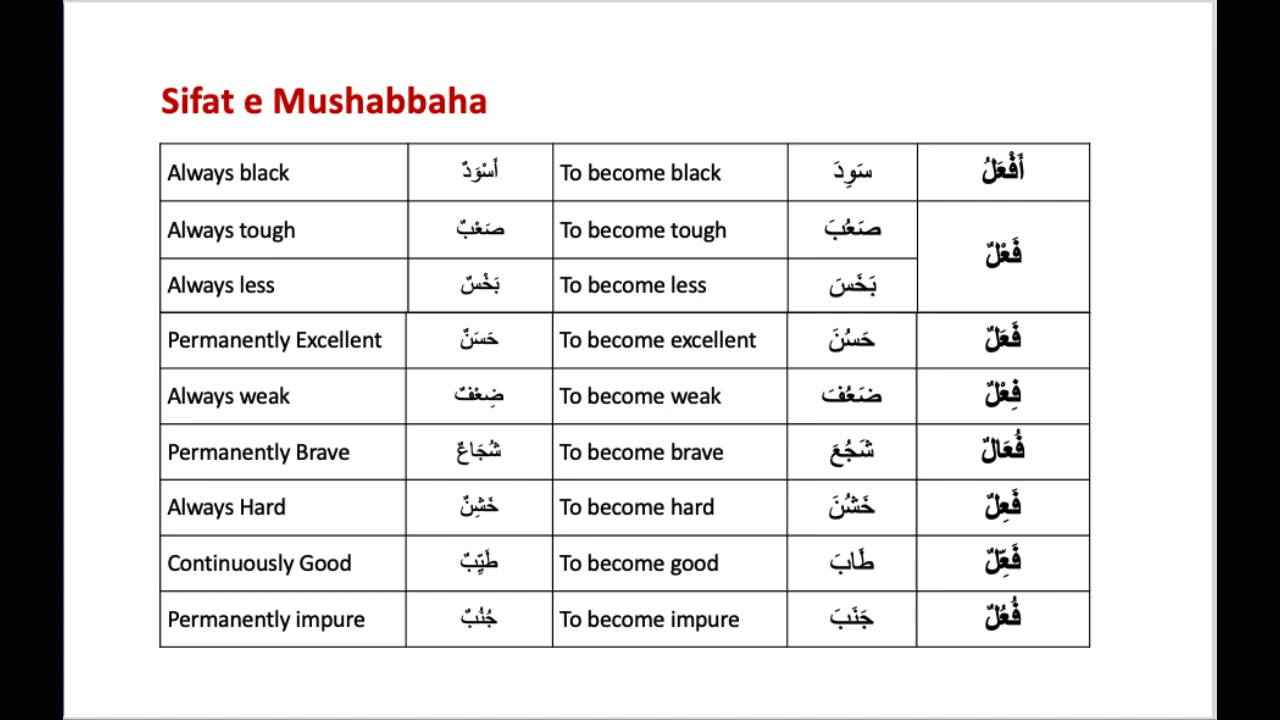 Sifat e Mushabbaha
Always black أَسْوَدٌ To become black سَوِدَ أَفْعَلُ
Always tough صَعْبٌ To become tough صَعُبَ فَعْلٌ
Always less بَخْسٌ To become less بَخَسَ
Permanently Excellent حَسَنٌ To become excellent حَسُنَ فَعَلٌ
Always weak ضِعْفٌ To become weak ضَعُفَ فِعْلٌ
Permanently Brave شُجَاعٌ To become brave شَجُعَ فُعَالٌ
Always Hard خَشِنٌ To become hard خَشُنَ فَعِلٌ
Continuously Good طَيِّبٌ To become good طَابَ فَعِّلٌ
Permanently impure جُنُبٌ To become impure جَنَبَ فُعُلٌ